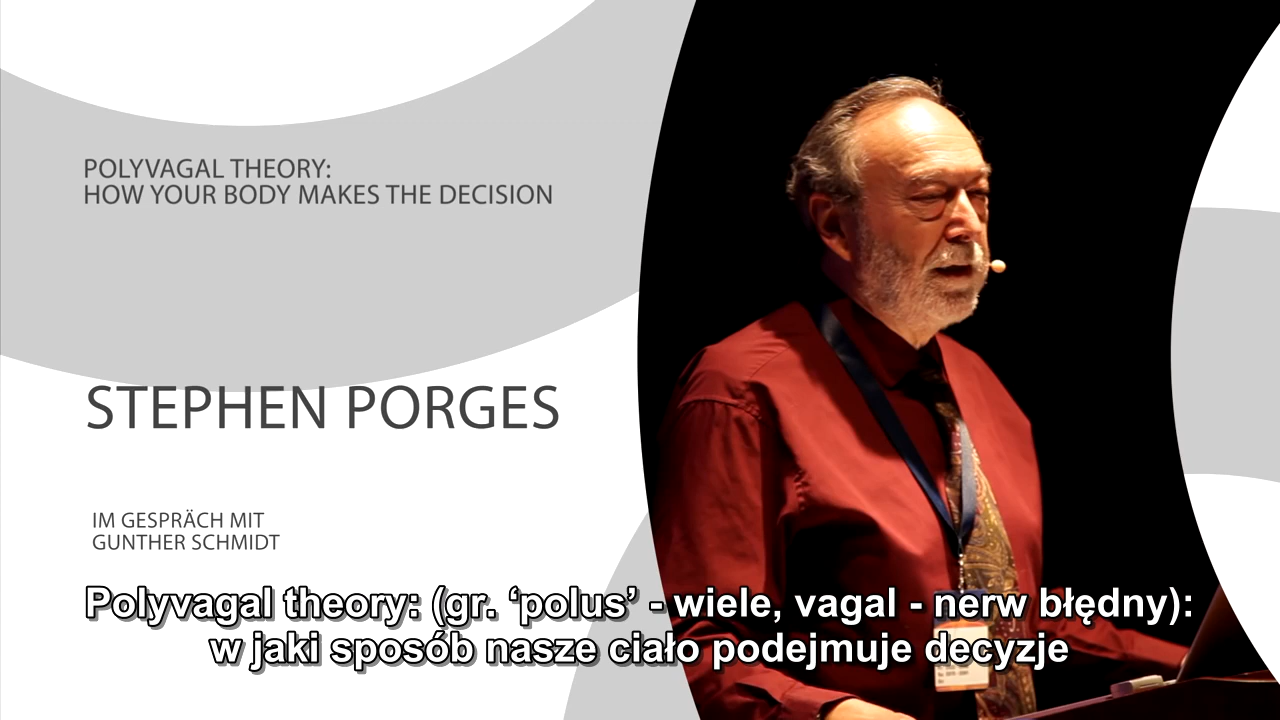 POLYVAGAL THEORY:
HOW YOUR BODY MAKES THE DECISION
STEPHEN PORGES
IM GESPRÄCH MIT
GUNTHER SCHMIDT
Polyvagal theory: (gr. ‘polus’ - wiele, vagal - nerw błędny):
w jaki sposób nasze ciało podejmuje decyzje